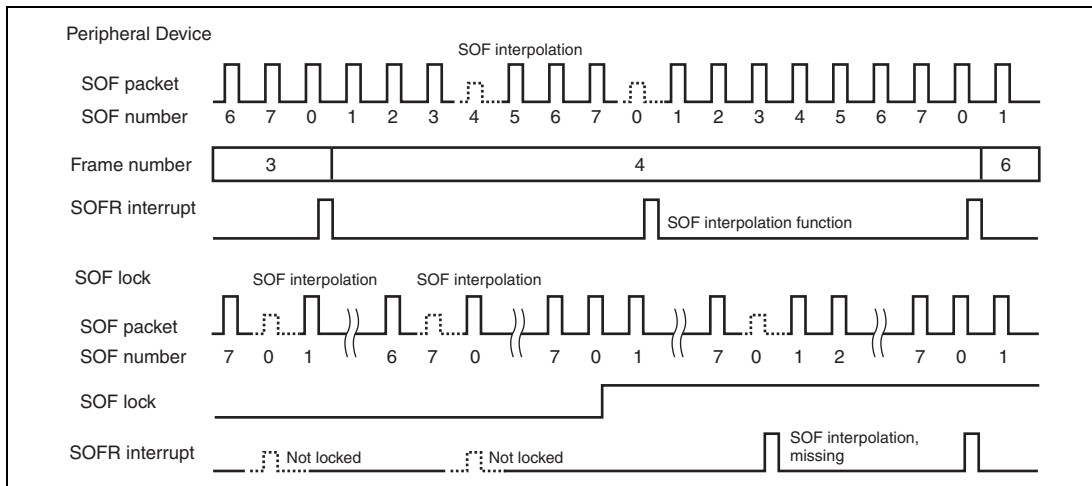 Peripheral Device
SOF interpolation
SOF packet
SOF number 6 7 0 1 2 3 4 5 6 7 0 1 2 3 4 5 6 7 0 1
Frame number 3 4 6
SOFR interrupt
SOF interpolation function
SOF lock SOF interpolation SOF interpolation
SOF packet
SOF number 7 0 1 6 7 0 7 0 1 7 0 1 2 7 0 1
SOF lock
SOFR interrupt Not locked Not locked SOF interpolation,
missing